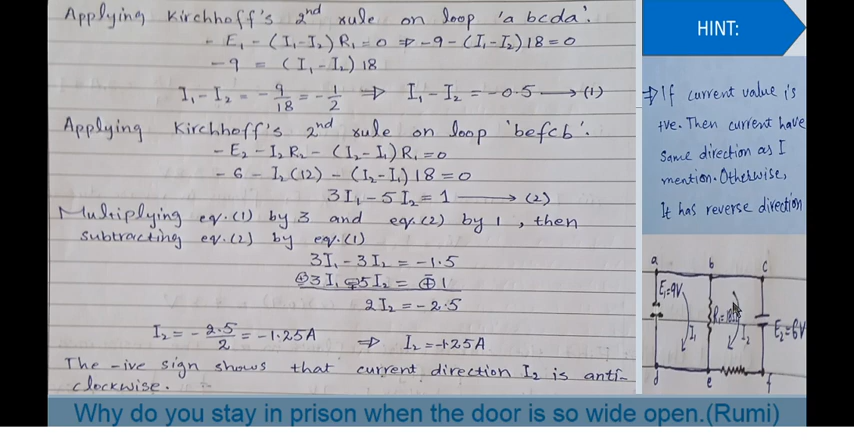 Applying Kirchhoff's 2nd rule on loop 'abcda'.
- E₁ - (I₁-I₂) R₁ = 0 ⇒ -9 - (I₁-I₂) 18 = 0
-9 = (I₁-I₂) 18
I₁-I₂ = -9/18 = -1/2 ⇒ I₁-I₂ = -0.5 → (1)
Applying Kirchhoff's 2nd rule on loop 'befcb'.
- E₂ - I₂R₂ - (I₂-I₁) R₁ = 0
- 6 - I₂(12) - (I₂-I₁) 18 = 0
3I₁ - 5I₂ = 1 → (2)
Multiplying eq.(1) by 3 and eq.(2) by 1, then
subtracting eq.(2) by eq.(1)
3I₁ - 3I₂ = -1.5
3I₁ 5I₂ = 1
2I₂ = -2.5
I₂ = -2.5/2 = -1.25A ⇒ I₂ = -1.25A
The -ive sign shows that current direction I₂ is anti-
clockwise.
HINT:
⇒ If current value is
+ve. Then current have
same direction as I
mention. Otherwise,
It has reverse direction
a b c
E₁=9V
I₁ I₂ E₂=6V
d e f
Why do you stay in prison when the door is so wide open.(Rumi)